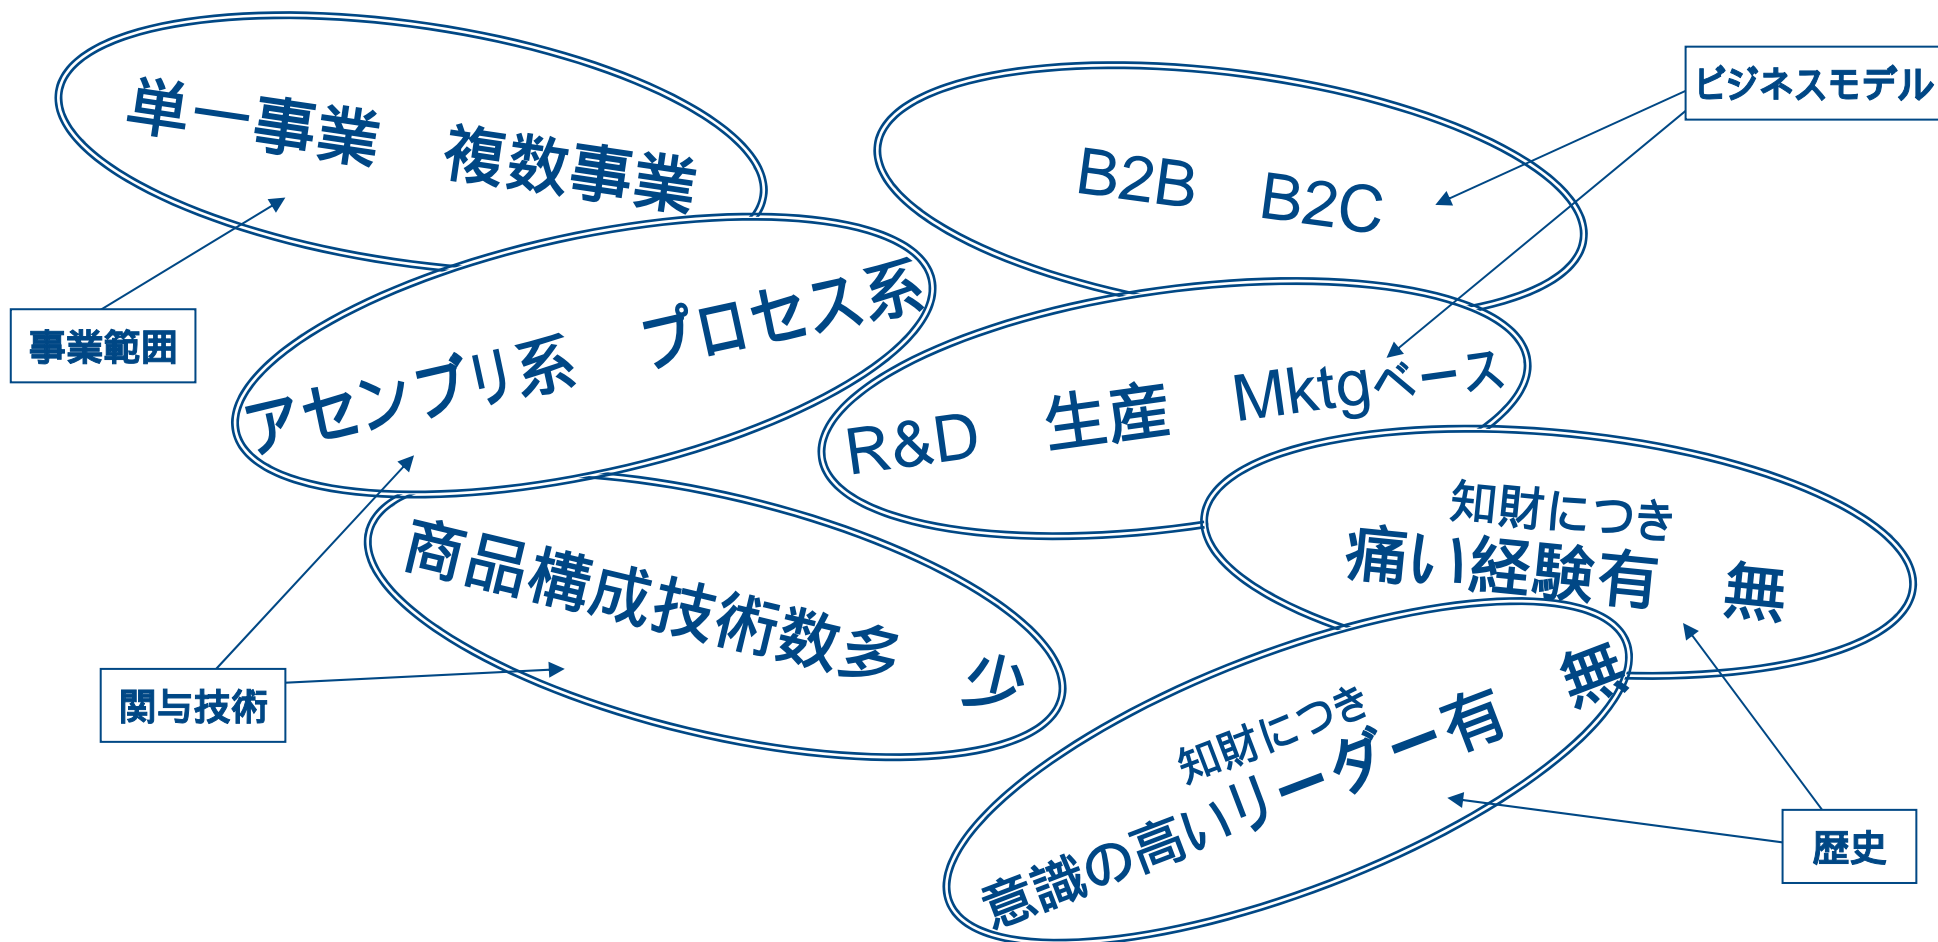 単一事業　複数事業
B2B　B2C
ビジネスモデル
事業範囲
アセンブリ系　プロセス系
R&D　生産　Mktgベース
知財につき
痛い経験有　無
商品構成技術数多　少
関与技術
知財につき
意識の高いリーダー有　無
歴史